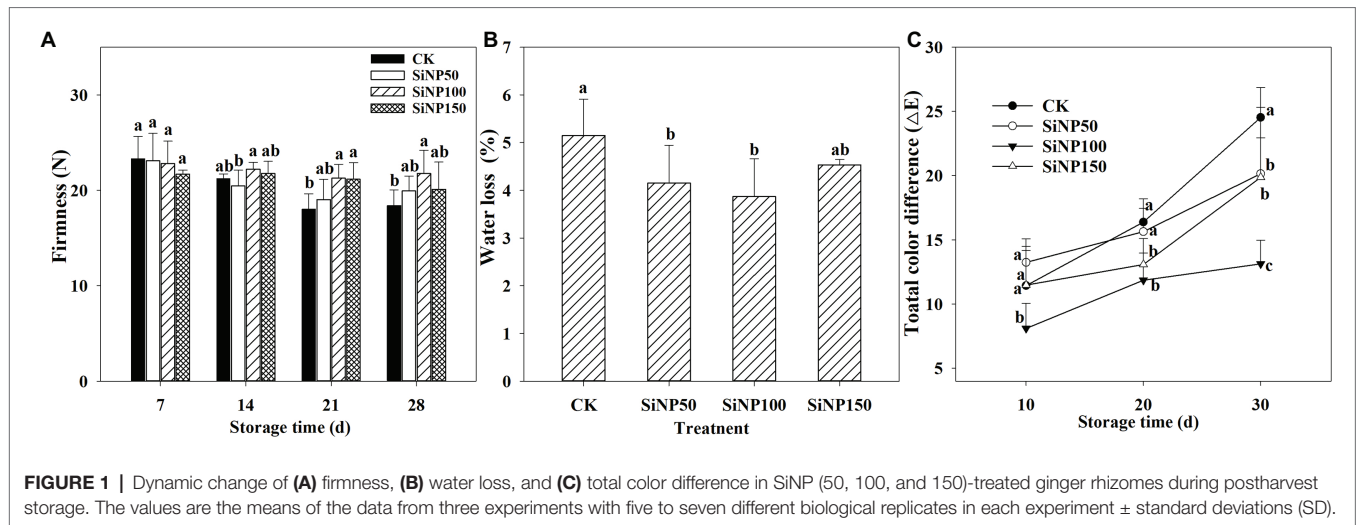 A
CK
SiNP50
SiNP100
SiNP150
Firmness (N)
30
20
10
0
a a a a
ab b a ab
b ab a a
b ab a ab
7 14 21 28
Storage time (d)
B
Water loss (%)
7
6
5
4
3
2
1
0
a b b ab
CK SiNP50 SiNP100 SiNP150
Treatnent
C
Toatal color difference (△E)
30
25
20
15
10
5
CK
SiNP50
SiNP100
SiNP150
a a a b
a a b b
a b b c
10 20 30
Storage time (d)
FIGURE 1 | Dynamic change of (A) firmness, (B) water loss, and (C) total color difference in SiNP (50, 100, and 150)-treated ginger rhizomes during postharvest
storage. The values are the means of the data from three experiments with five to seven different biological replicates in each experiment ± standard deviations (SD).